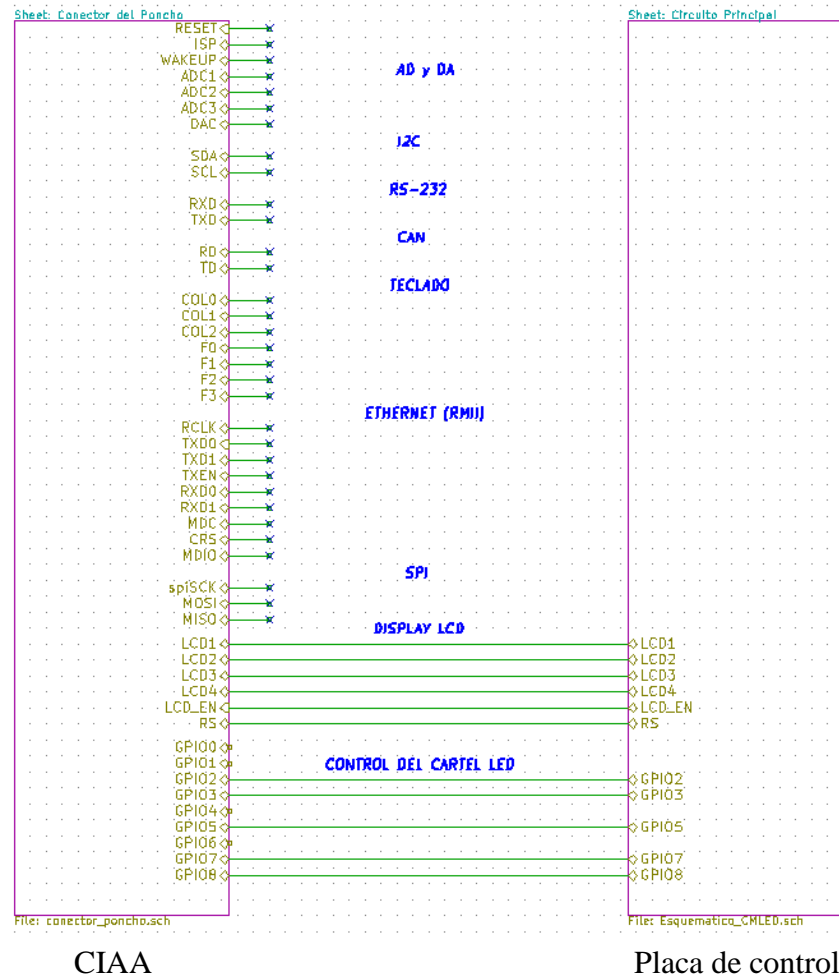 Sheet: Conector del Poncho
Sheet: Circuito Principal
RESET
ISP
WAKEUP
AD y DA
ADC1
ADC2
ADC3
DAC
I2C
SDA
SCL
RS-232
RXD
TXD
CAN
RD
TD
TECLADO
COL0
COL1
COL2
F0
F1
F2
F3
ETHERNET (RMII)
RCLK
TXD0
TXD1
TXEN
RXD0
RXD1
MDC
CRS
MDIO
SPI
spiSCK
MOSI
MISO
DISPLAY LCD
LCD1 LCD1
LCD2 LCD2
LCD3 LCD3
LCD4 LCD4
LCD_EN LCD_EN
RS RS
GPIO0
GPIO1
CONTROL DEL CARTEL LED
GPIO2 GPIO2
GPIO3 GPIO3
GPIO4
GPIO5 GPIO5
GPIO6
GPIO7 GPIO7
GPIO8 GPIO8
File: conector_poncho.sch
File: Esquematico_CMLED.sch
CIAA
Placa de control